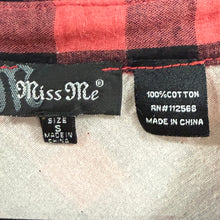 Miss Me®
SIZE
S
MADE IN
CHINA
100%COTTON
RN#112568
MADE IN CHINA